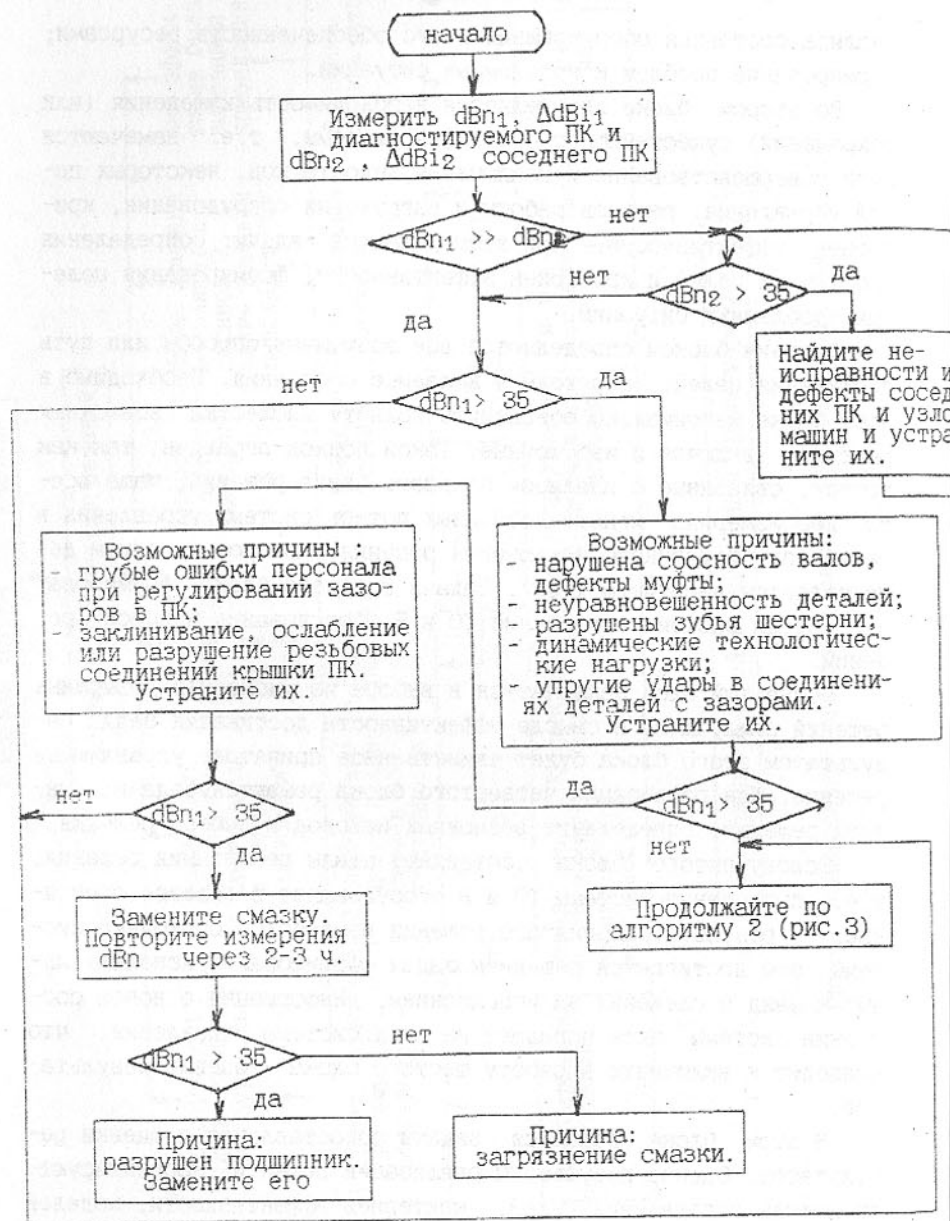 начало
Измерить dBn₁, ΔdBi₁
диагностируемого ПК и
dBn₂ , ΔdBi₂ соседнего ПК
dBn₁ > dBn₂
нет
нет
dBn₂ > 35
да
да
Найдите не-
исправности и
дефекты сосед
них ПК и узло
машин и устра
ните их.
нет
dBn₁ > 35
да
Возможные причины :
- грубые ошибки персонала
при регулировании зазо-
ров в ПК;
- заклинивание, ослабление
или разрушение резьбовых
соединений крышки ПК.
Устраните их .
Возможные причины:
- нарушена соосность валов,
дефекты муфты;
- неуравновешенность деталей;
- разрушены зубья шестерни;
- динамические технологичес-
кие нагрузки;
- упругие удары в соединени-
ях деталей с зазорами.
Устраните их.
нет
dBn₁ > 35
да
да
dBn₁ > 35
нет
Замените смазку.
Повторите измерения
dBn через 2-3 ч.
Продолжайте по
алгоритму 2 (рис.3)
dBn₁ > 35
нет
да
Причина:
разрушен подшипник.
Замените его
Причина:
загрязнение смазки.